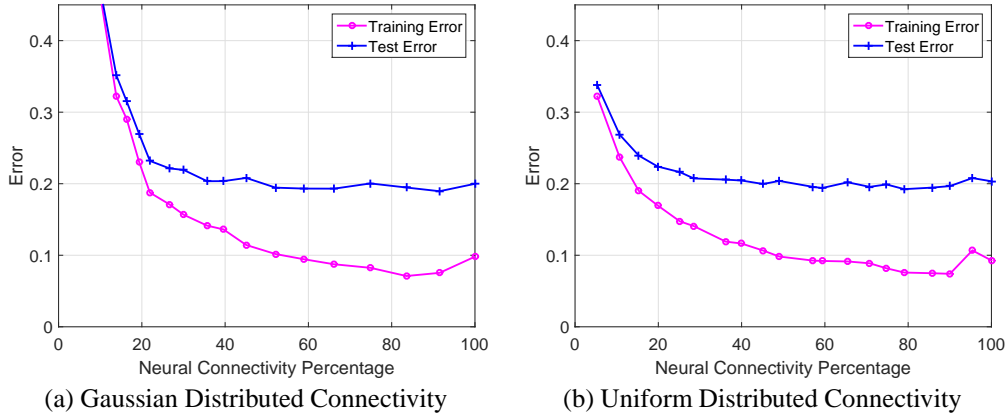 Training Error
Test Error
0.4
0.3
0.2
0.1
0
Error
0 20 40 60 80 100
Neural Connectivity Percentage
(a) Gaussian Distributed Connectivity
Training Error
Test Error
0.4
0.3
0.2
0.1
0
Error
0 20 40 60 80 100
Neural Connectivity Percentage
(b) Uniform Distributed Connectivity